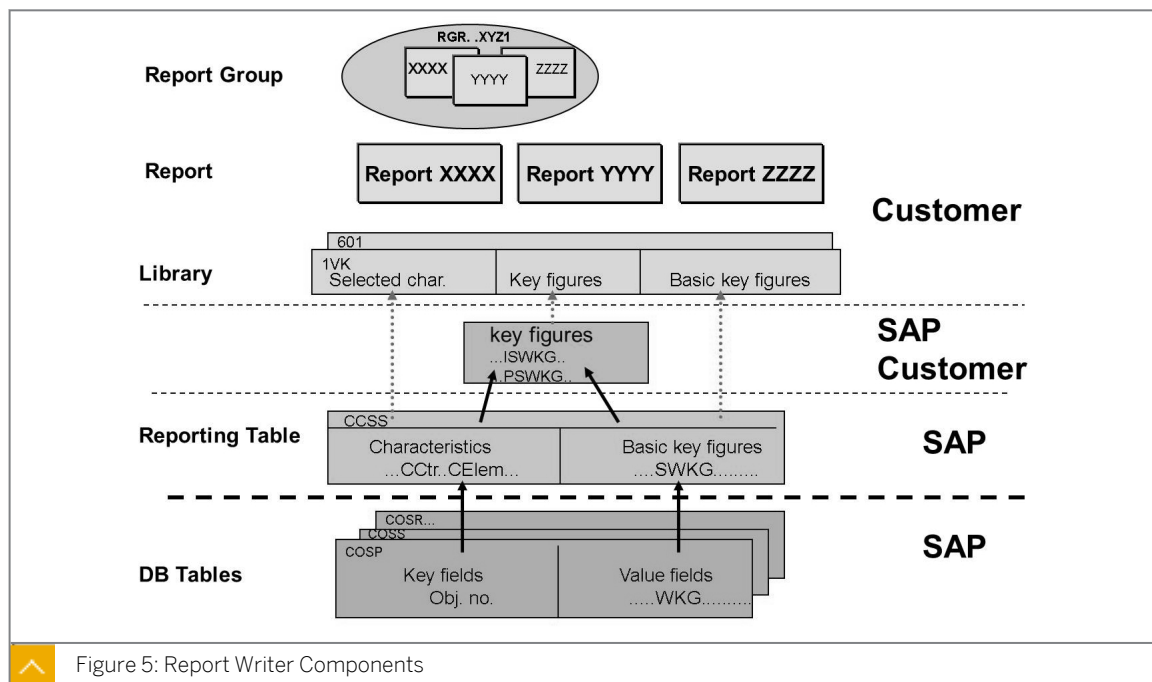 RGR. .XYZ1
Report Group
XXXX
YYYY
ZZZZ
Report
Report XXXX
Report YYYY
Report ZZZZ
Customer
601
Library
1VK
Selected char.
Key figures
Basic key figures
key figures
...ISWKG..
...PSWKG..
SAP
Customer
CCSS
Reporting Table
Characteristics
...CCtr..CElem...
Basic key figures
....SWKG.........
SAP
COSR...
COSS
COSP
DB Tables
Key fields
Obj. no.
Value fields
.....WKG..........
SAP
Figure 5: Report Writer Components